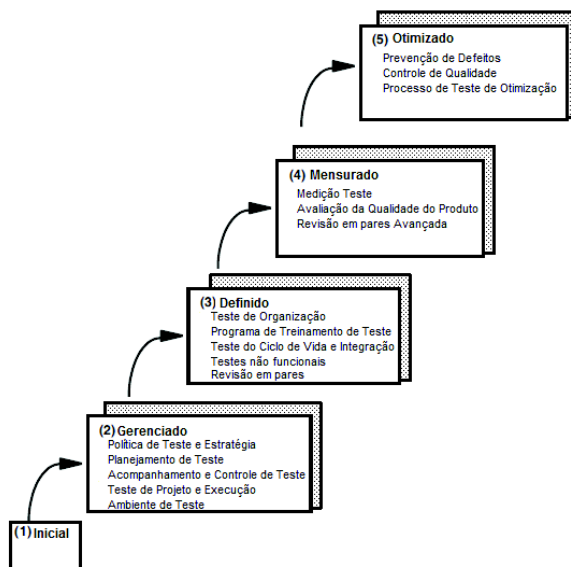 (5) Otimizado
Prevenção de Defeitos
Controle de Qualidade
Processo de Teste de Otimização
(4) Mensurado
Medição Teste
Avaliação da Qualidade do Produto
Revisão em pares Avançada
(3) Definido
Teste de Organização
Programa de Treinamento de Teste
Teste do Ciclo de Vida e Integração
Testes não funcionais
Revisão em pares
(2) Gerenciado
Política de Teste e Estratégia
Planejamento de Teste
Acompanhamento e Controle de Teste
Teste de Projeto e Execução
Ambiente de Teste
(1) Inicial